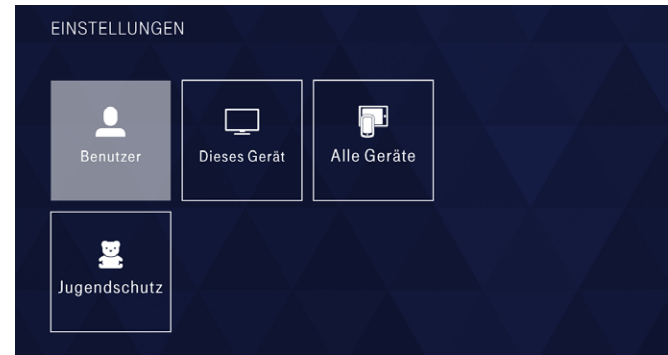 EINSTELLUNGEN
Benutzer
Dieses Gerät
Alle Geräte
Jugendschutz